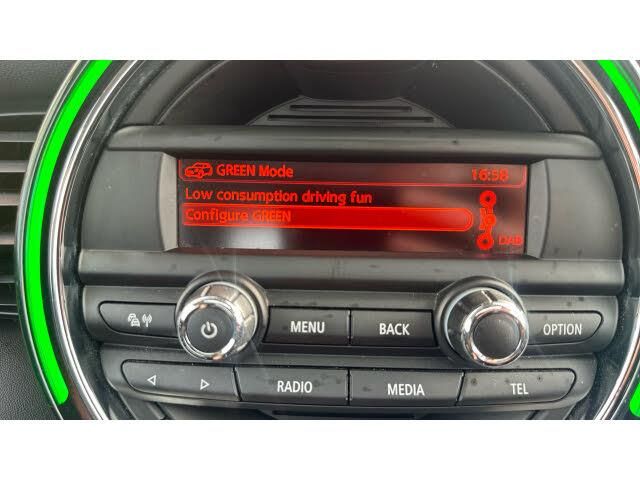 GREEN Mode 16:58
Low consumption driving fun
Configure GREEN
DAB
MENU BACK OPTION
RADIO MEDIA TEL